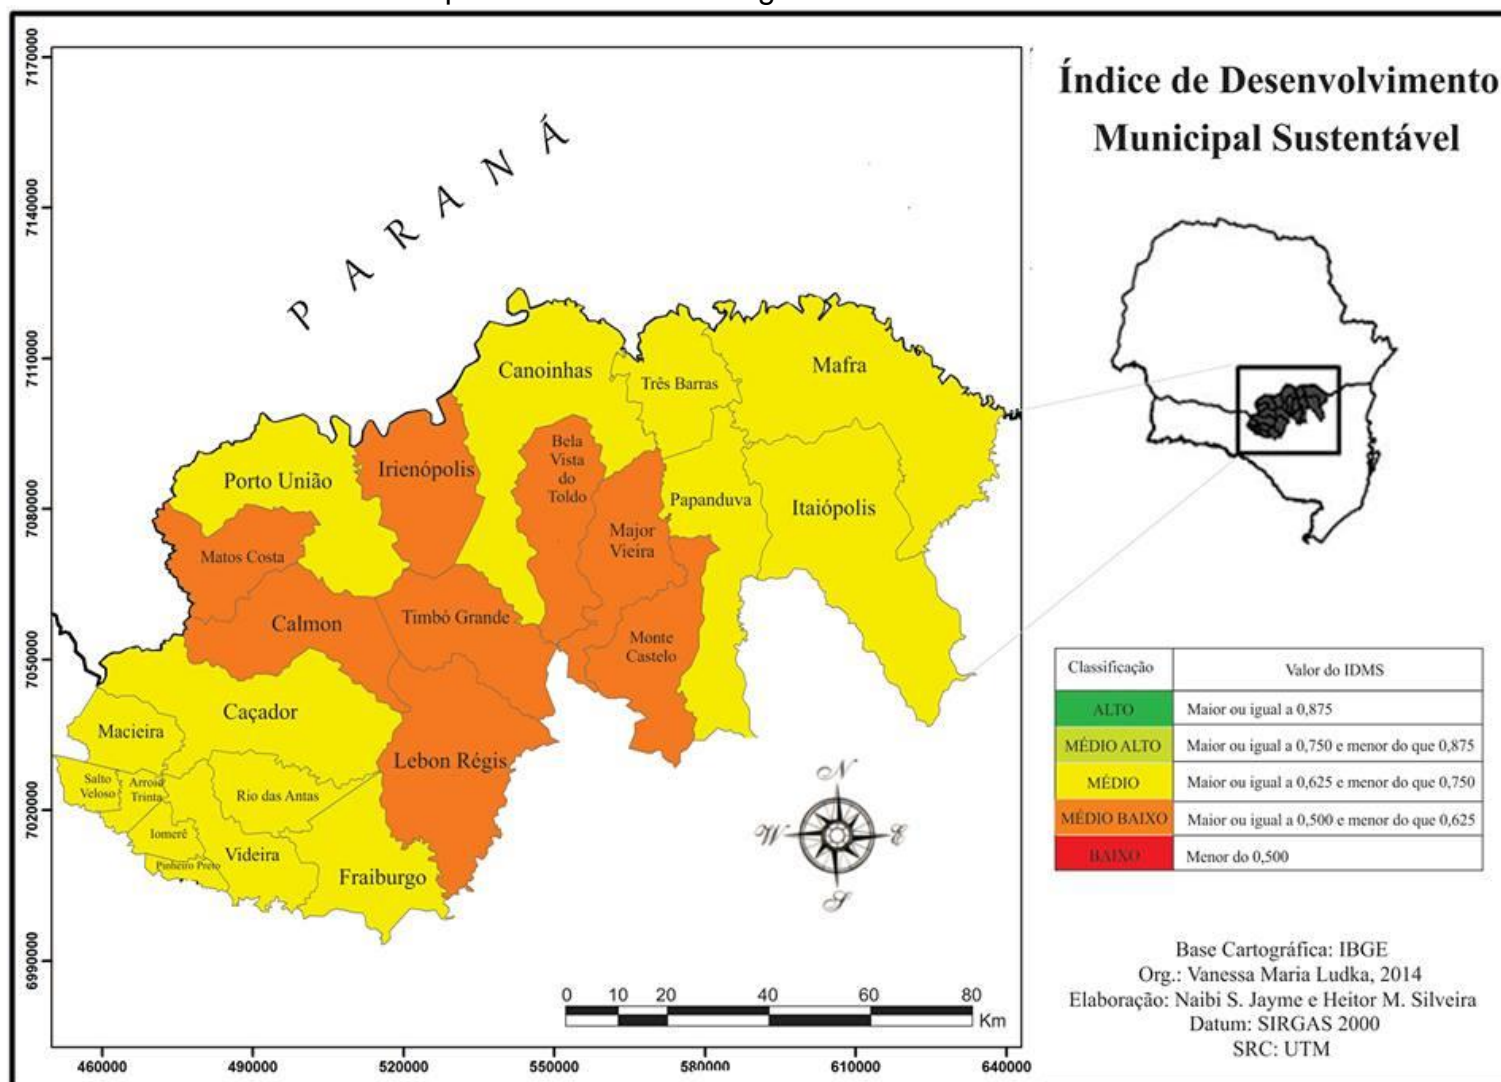 Índice de Desenvolvimento
Municipal Sustentável
PARANÁ
7170000
7140000
7110000
7080000
7050000
7020000
6990000
Canoinhas
Três Barras
Mafra
Porto União
Irienópolis
Bela
Vista
do
Toldo
Papanduva
Itaiópolis
Major
Vieira
Matos Costa
Calmon
Timbó Grande
Monte
Castelo
Caçador
Macieira
Lebon Régis
Salto
Veloso
Arroio
Trinta
Rio das Antas
Iomerê
Videira
Pinheiro Preto
Fraiburgo
N
W
E
S
0 10 20 40 60 80
Km
460000 490000 520000 550000 580000 610000 640000
Classificação Valor do IDMS
ALTO Maior ou igual a 0,875
MÉDIO ALTO Maior ou igual a 0,750 e menor do que 0,875
MÉDIO Maior ou igual a 0,625 e menor do que 0,750
MÉDIO BAIXO Maior ou igual a 0,500 e menor do que 0,625
BAIXO Menor do 0,500
Base Cartográfica: IBGE
Org.: Vanessa Maria Ludka, 2014
Elaboração: Naibi S. Jayme e Heitor M. Silveira
Datum: SIRGAS 2000
SRC: UTM